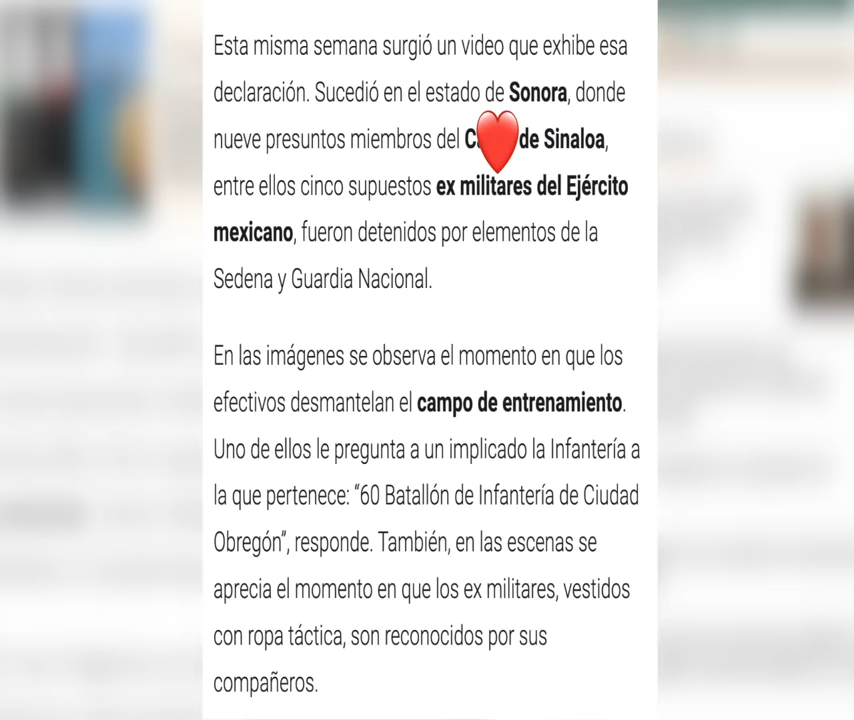 Esta misma semana surgió un video que exhibe esa
declaración. Sucedió en el estado de Sonora, donde
nueve presuntos miembros del de Sinaloa,
entre ellos cinco supuestos ex militares del Ejército
mexicano, fueron detenidos por elementos de la
Sedena y Guardia Nacional.
En las imágenes se observa el momento en que los
efectivos desmantelan el campo de entrenamiento.
Uno de ellos le pregunta a un implicado la Infantería a
la que pertenece: “60 Batallón de Infantería de Ciudad
Obregón”, responde. También, en las escenas se
aprecia el momento en que los ex militares, vestidos
con ropa táctica, son reconocidos por sus
compañeros.